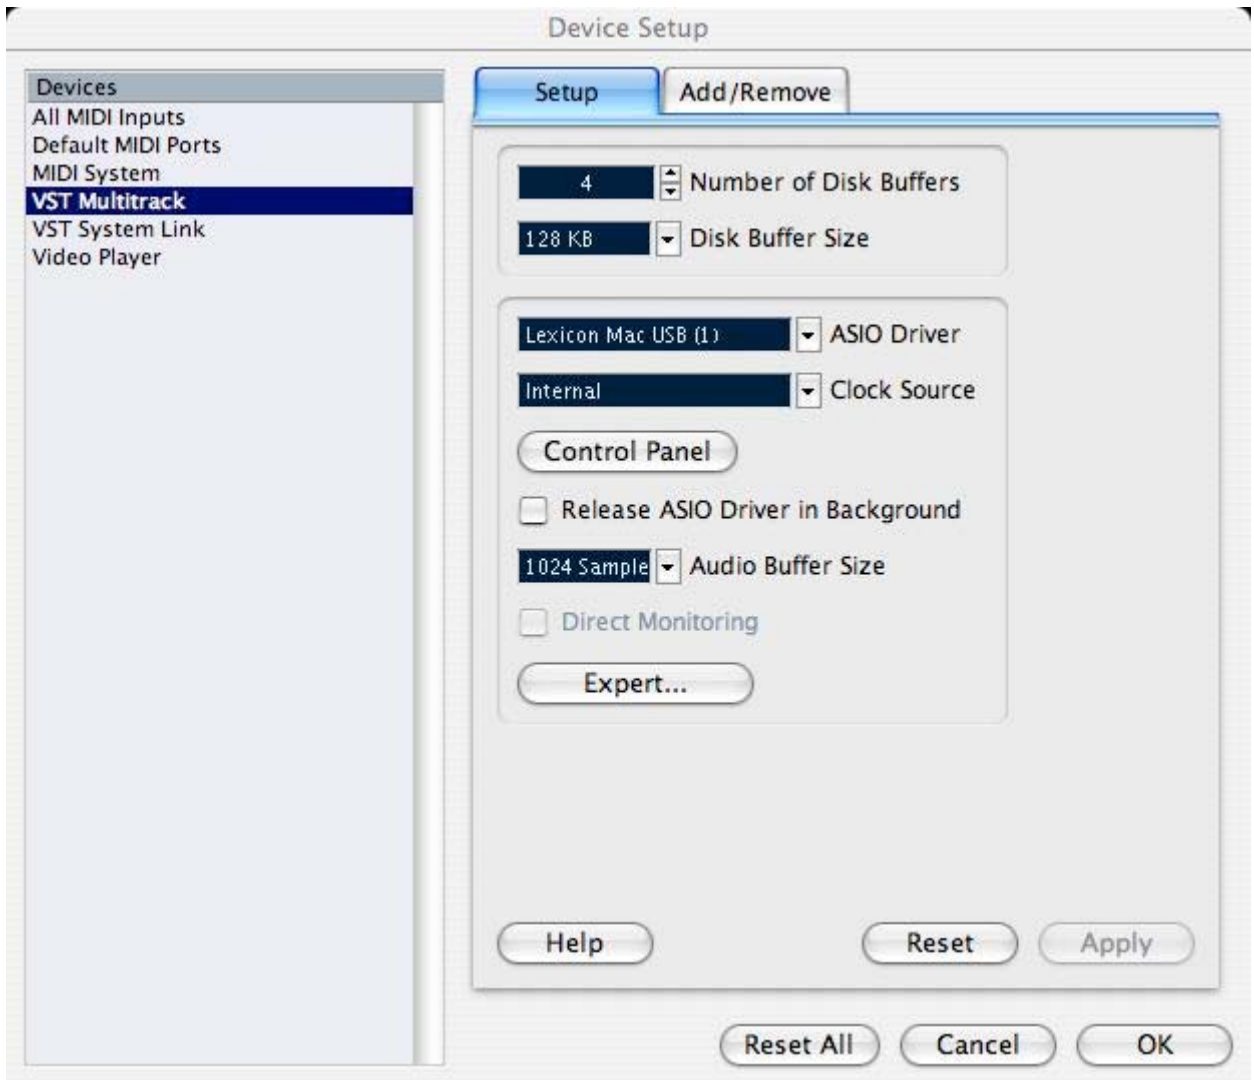 Device Setup
Devices
All MIDI Inputs
Default MIDI Ports
MIDI System
VST Multitrack
VST System Link
Video Player
Setup
Add/Remove
4 Number of Disk Buffers
128 KB Disk Buffer Size
Lexicon Mac USB (1) ASIO Driver
Internal Clock Source
Control Panel
Release ASIO Driver in Background
1024 Sample Audio Buffer Size
Direct Monitoring
Expert...
Help
Reset
Apply
Reset All
Cancel
OK